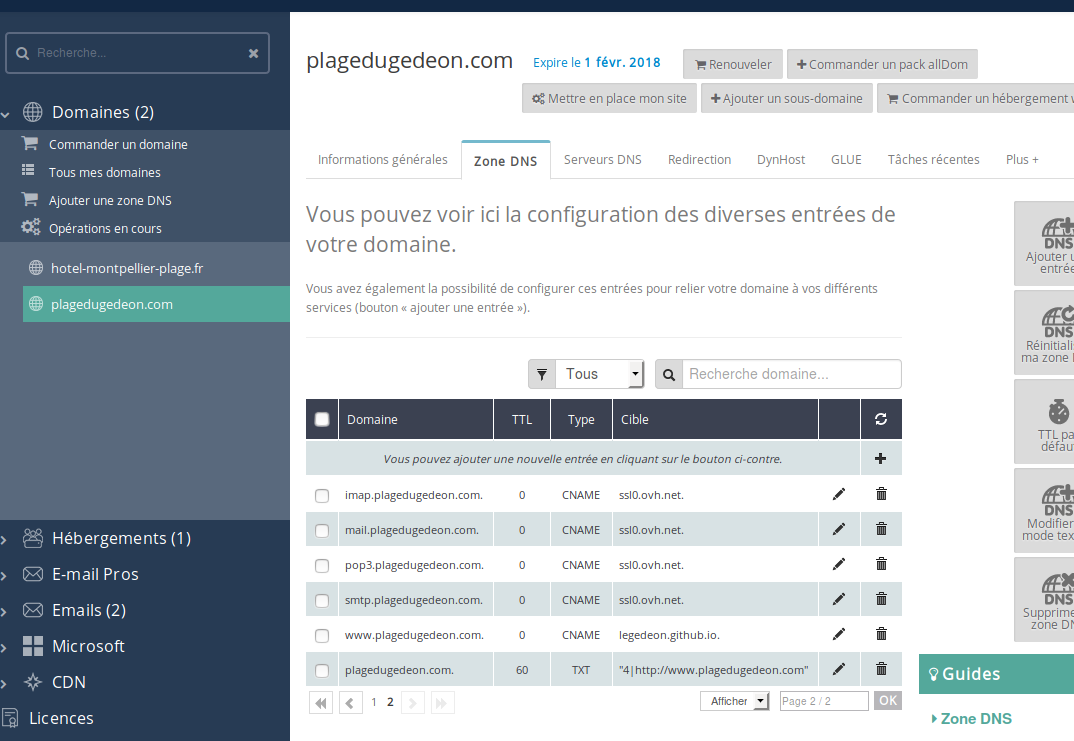 Recherche...
Domaines (2)
Commander un domaine
Tous mes domaines
Ajouter une zone DNS
Opérations en cours
hotel-montpellier-plage.fr
plagedugedeon.com
Hébergements (1)
E-mail Pros
Emails (2)
Microsoft
CDN
Licences
plagedugedeon.com Expire le 1 févr. 2018 Renouveler Commander un pack allDom
Mettre en place mon site Ajouter un sous-domaine Commander un hébergement
Informations générales Zone DNS Serveurs DNS Redirection DynHost GLUE Tâches récentes Plus +
Vous pouvez voir ici la configuration des diverses entrées de
votre domaine.
Vous avez également la possibilité de configurer ces entrées pour relier votre domaine à vos différents
services (bouton « ajouter une entrée »).
Tous Recherche domaine...
Domaine TTL Type Cible
Vous pouvez ajouter une nouvelle entrée en cliquant sur le bouton ci-contre.
imap.plagedugedeon.com. 0 CNAME ssl0.ovh.net.
mail.plagedugedeon.com. 0 CNAME ssl0.ovh.net.
pop3.plagedugedeon.com. 0 CNAME ssl0.ovh.net.
smtp.plagedugedeon.com. 0 CNAME ssl0.ovh.net.
www.plagedugedeon.com. 0 CNAME legedeon.github.io.
plagedugedeon.com. 60 TXT "4|http://www.plagedugedeon.com"
1 2 Afficher Page 2 / 2 OK
DNS
Ajouter
entrée
DNS
Réinitiali
ma zone
TTL pa
défau
DNS
Modifier
mode tex
DNS
Supprime
zone DN
Guides
Zone DNS